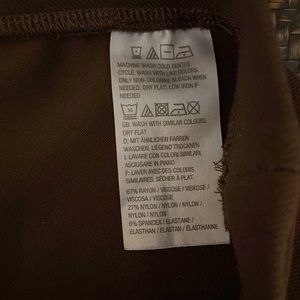 MACHINE WASH COLD GENTLE
CYCLE, WASH WITH LIKE COLORS.
ONLY NON-CHLORINE BLEACH WHEN
NEEDED. DRY FLAT. LOW IRON IF
NEEDED
30
GB: WASH WITH SIMILAR COLOURS.
DRY FLAT
D: MIT ÄHNLICHEN FARBEN
WASCHEN. LIEGEND TROCKNEN
I: LAVARE CON COLORI SIMILARI.
ASCIUGARE IN PIANO
F: LAVER AVEC DES COLORIS
SIMILAIRES. SÉCHER À PLAT
67% RAYON / VISCOSE / VISKOSE /
VISCOSA / VISCOSE
27% NYLON / NYLON / NYLON /
NYLON / NYLON
6% SPANDEX / ELASTANE /
ELASTHAN / ELASTAN / ELASTHANNE